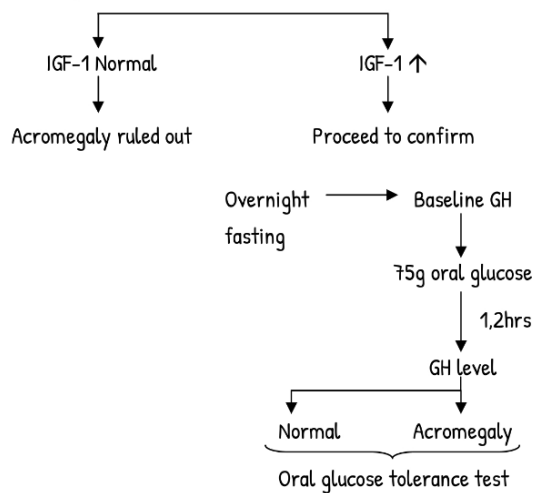 IGF-1 Normal
IGF-1 ↑
Acromegaly ruled out
Proceed to confirm
Overnight
fasting
Baseline GH
75g oral glucose
1,2hrs
GH level
Normal
Acromegaly
Oral glucose tolerance test